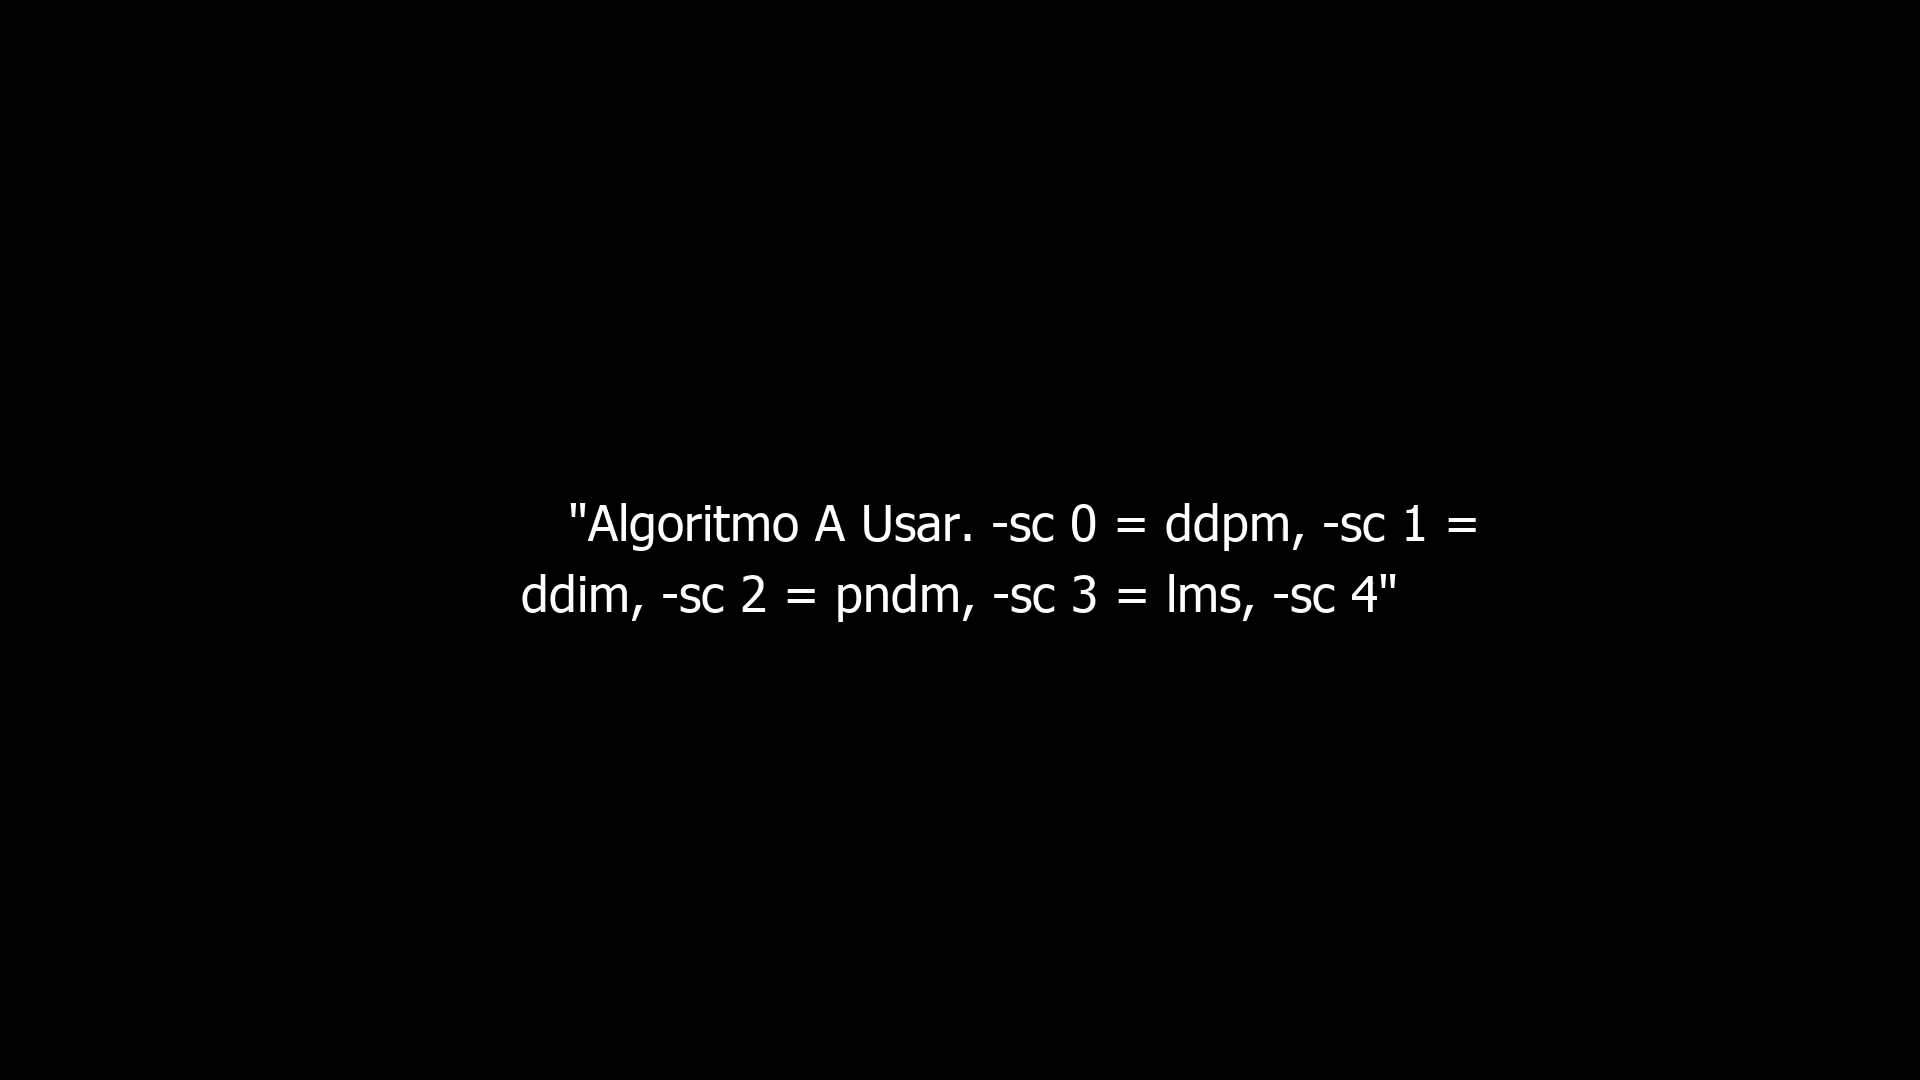 "Algoritmo A Usar. -sc 0 = ddpm, -sc 1 =
ddim, -sc 2 = pndm, -sc 3 = lms, -sc 4"